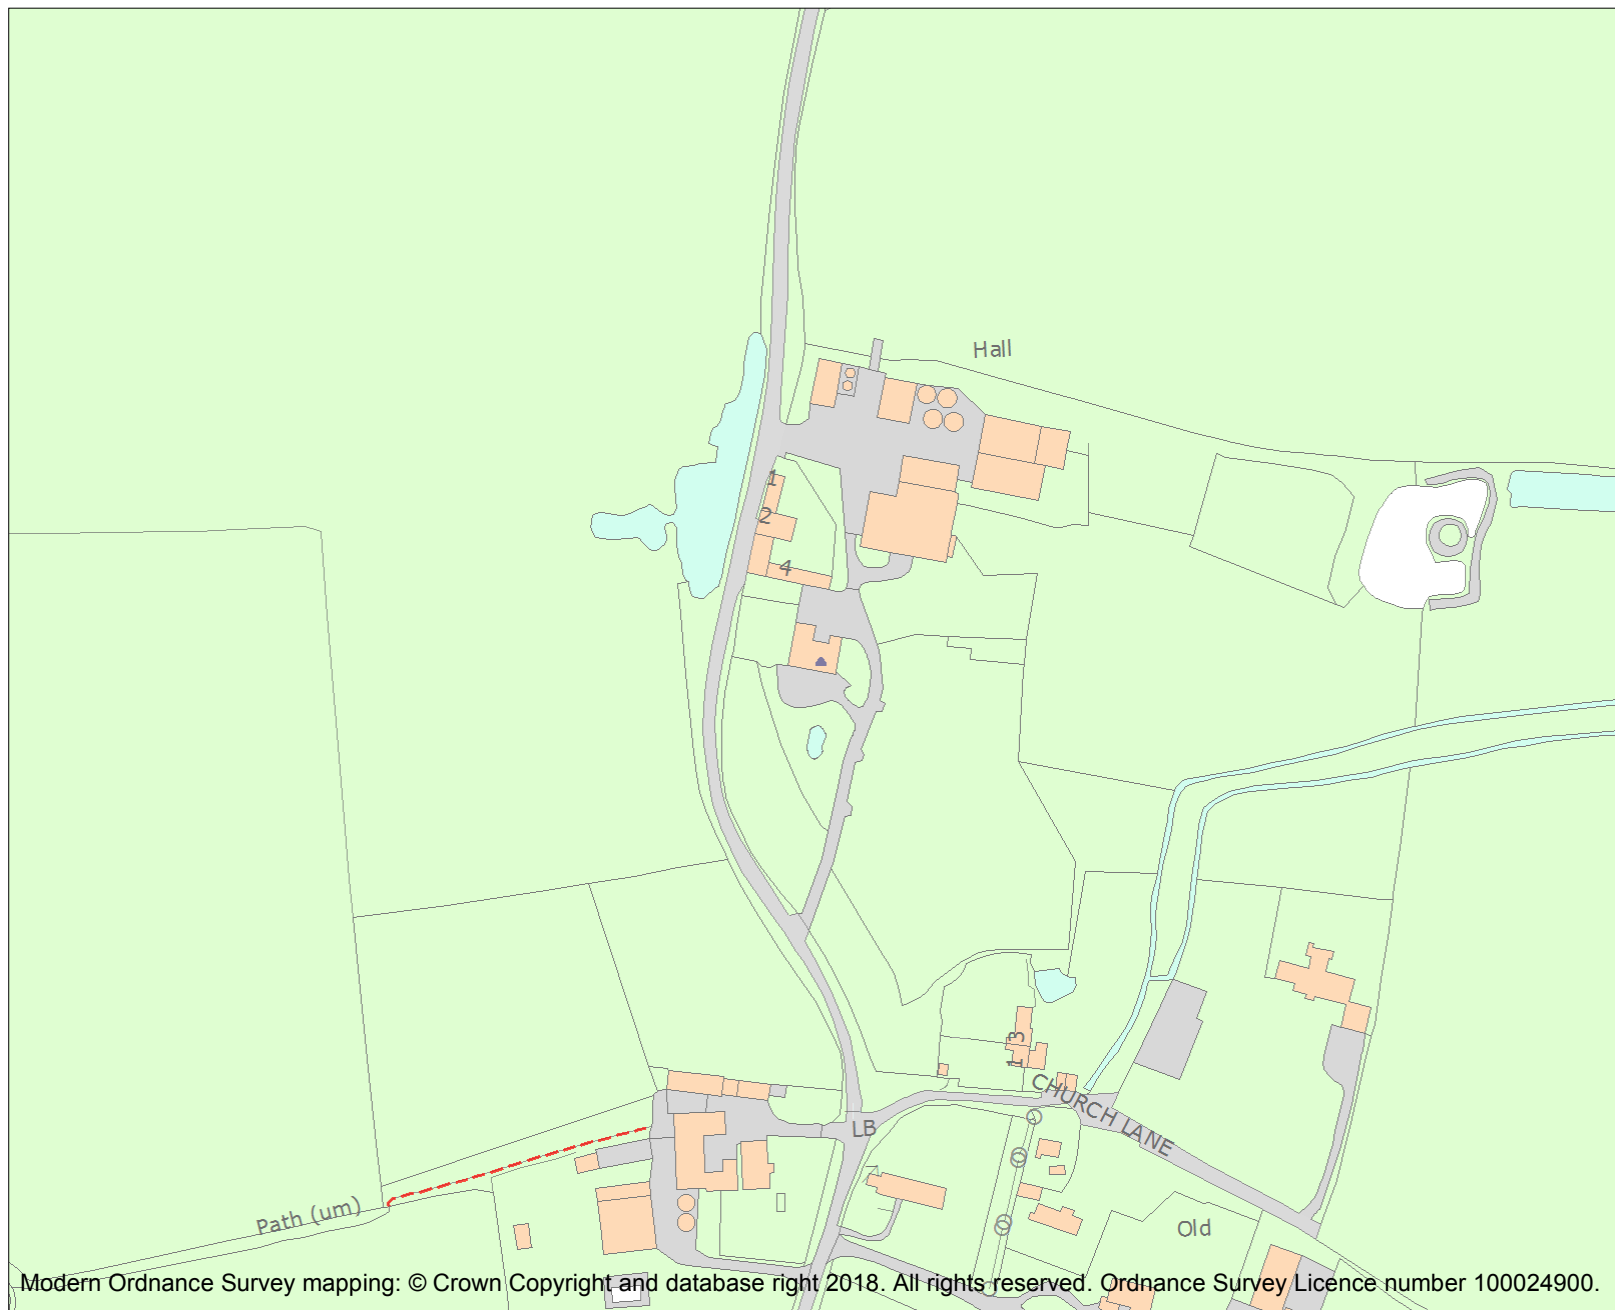 Hall
1
2
4
3
1
CHURCH LANE
LB
Path (um)
Old
Modern Ordnance Survey mapping: © Crown Copyright and database right 2018. All rights reserved. Ordnance Survey Licence number 100024900.